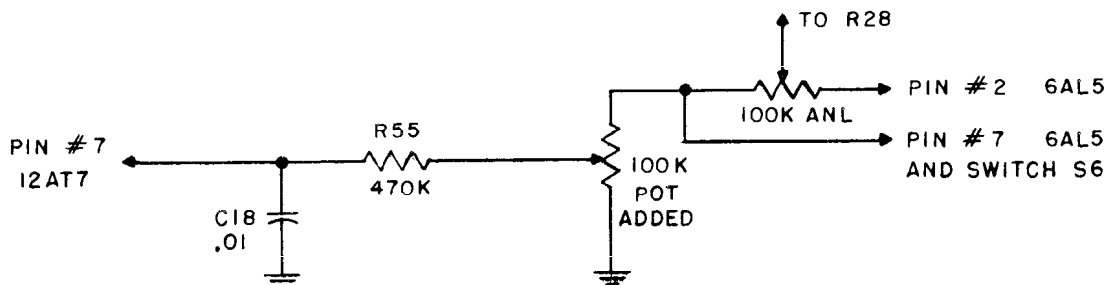 TO R28
PIN #2 6AL5
100K ANL
R55
PIN #7
12AT7
470K
100K
POT
ADDED
PIN #7 6AL5
AND SWITCH S6
C18
.01